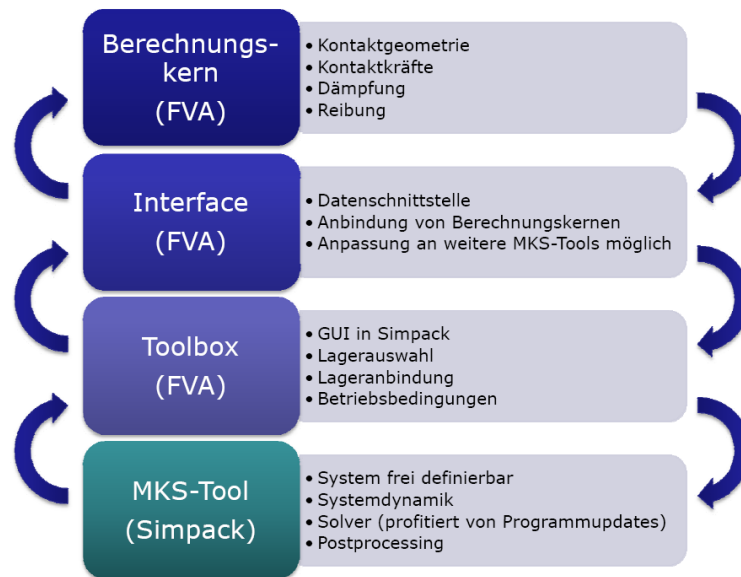 Berechnungs-
kern
(FVA)
• Kontaktgeometrie
• Kontaktkräfte
• Dämpfung
• Reibung
Interface
(FVA)
• Datenschnittstelle
• Anbindung von Berechnungskernen
• Anpassung an weitere MKS-Tools möglich
Toolbox
(FVA)
• GUI in Simpack
• Lagerauswahl
• Lageranbindung
• Betriebsbedingungen
MKS-Tool
(Simpack)
• System frei definierbar
• Systemdynamik
• Solver (profitiert von Programmupdates)
• Postprocessing